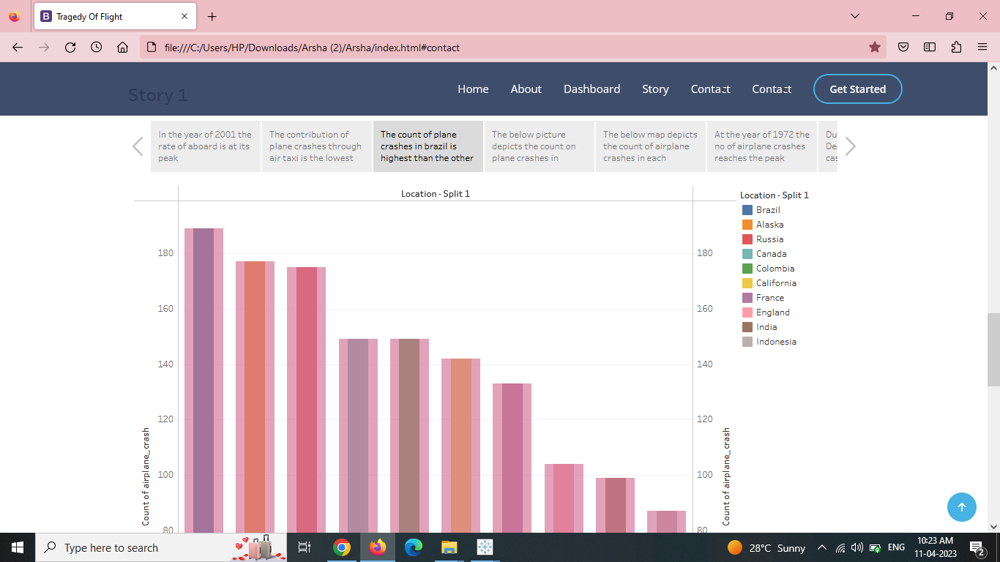 B Tragedy Of Flight
file:///C:/Users/HP/Downloads/Arsha (2)/Arsha/index.html#contact
Story 1
Home About Dashboard Story Contact Contact Get Started
In the year of 2001 the
rate of aboard is at its
peak
The contribution of
plane crashes through
air taxi is the lowest
The count of plane
crashes in brazil is
highest than the other
The below picture
depicts the count on
plane crashes in
The below map depicts
the count of airplane
crashes in each
At the year of 1972 the
no of airplane crashes
reaches the peak
Du
De
cas
Location - Split 1
180
160
140
120
100
80
Count of airplane_crash
180
160
140
120
100
80
Count of airplane_crash
Location - Split 1
Brazil
Alaska
Russia
Canada
Colombia
California
France
England
India
Indonesia
Type here to search
28°C Sunny
ENG
10:23 AM
11-04-2023
2